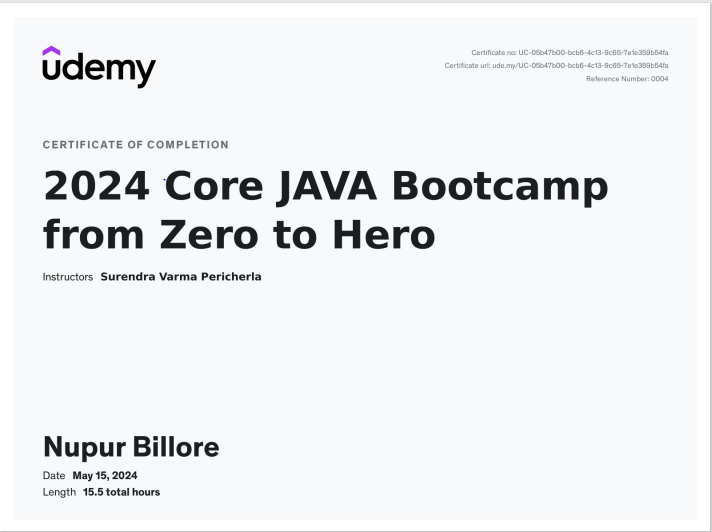 udemy
Certificate no: UC-05b47b00-bcb6-4c13-9c65-7e1e359b54fa
Certificate url: ude.my/UC-05b47b00-bcb6-4c13-9c65-7e1e359b54fa
Reference Number: 0004
CERTIFICATE OF COMPLETION
2024 Core JAVA Bootcamp
from Zero to Hero
Instructors Surendra Varma Pericherla
Nupur Billore
Date May 15, 2024
Length 15.5 total hours